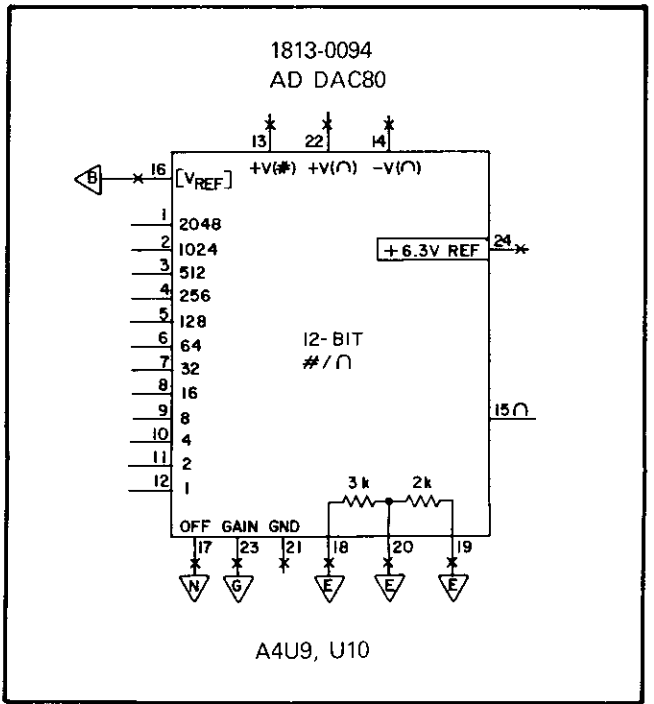 1813-0094
AD DAC80
13 22 14
+V(#) +V(∩) -V(∩)
B 16 [VREF]
1 2048
2 1024
+6.3V REF 24
3 512
4 256
5 128
6 64
12-BIT
#/∩
7 32
8 16
9 8
15 ∩
10 4
11 2
12 1
3k 2k
OFF GAIN GND
17 23 21 18 20 19
N G E E E
A4U9, U10